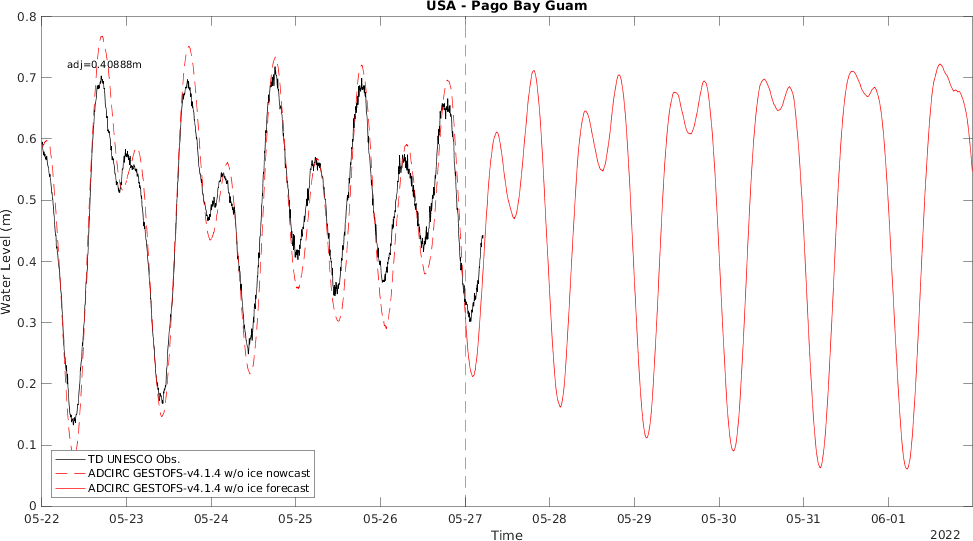 USA - Pago Bay Guam
0.8
0.7
0.6
0.5
0.4
0.3
0.2
0.1
0
Water Level (m)
adj=0.40888m
TD UNESCO Obs.
ADCIRC GESTOFS-v4.1.4 w/o ice nowcast
ADCIRC GESTOFS-v4.1.4 w/o ice forecast
05-22 05-23 05-24 05-25 05-26 05-27 05-28 05-29 05-30 05-31 06-01
Time
2022